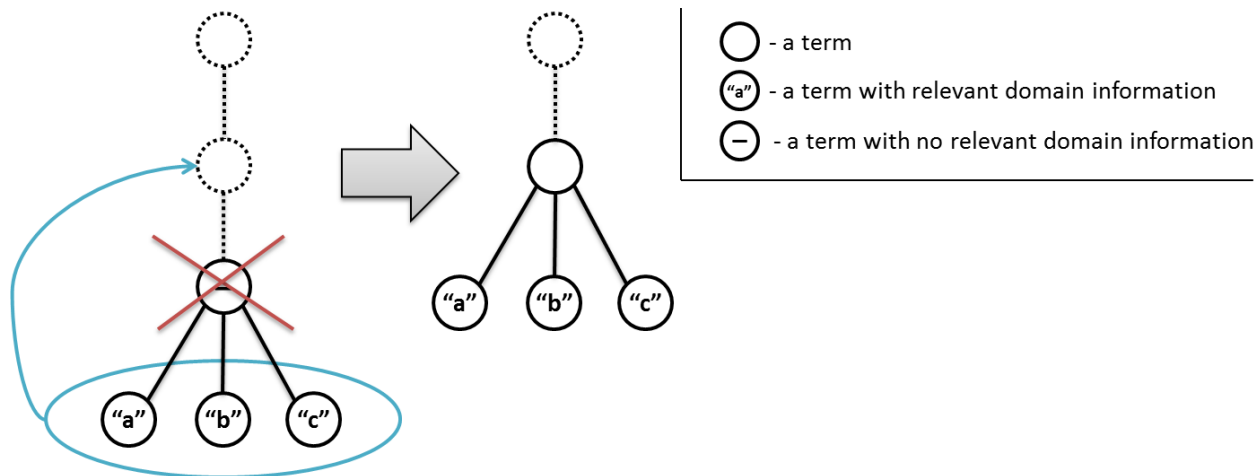 - a term
“a” - a term with relevant domain information
– - a term with no relevant domain information
“a” “b” “c”
“a” “b” “c”